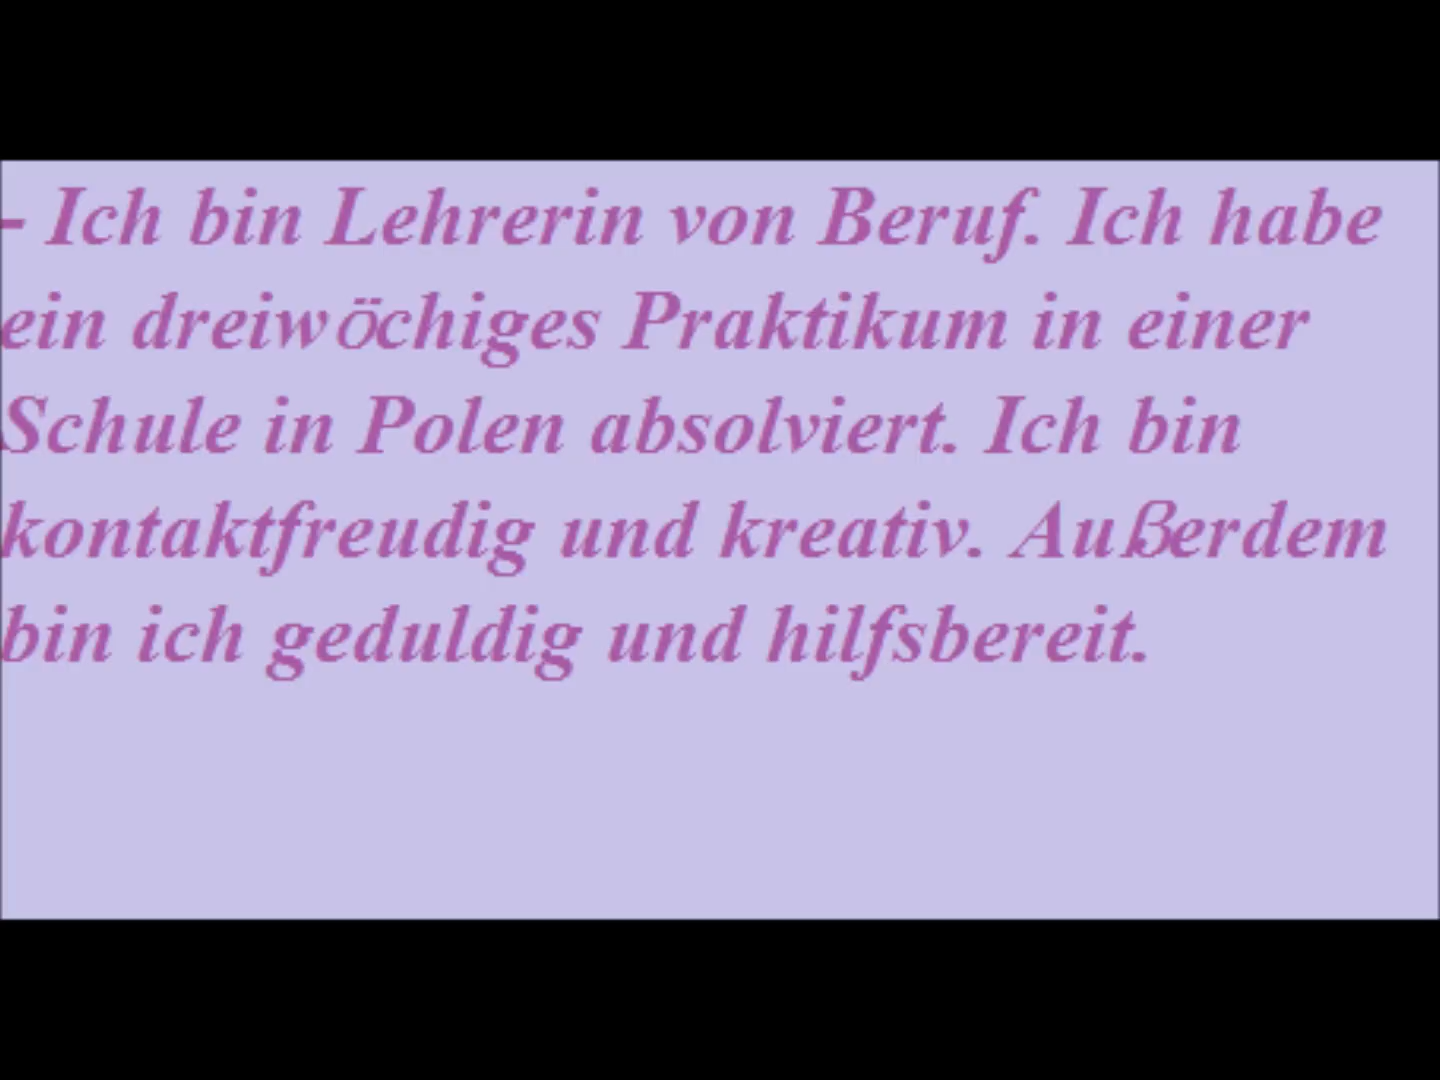 - Ich bin Lehrerin von Beruf. Ich habe
ein dreiwöchiges Praktikum in einer
Schule in Polen absolviert. Ich bin
kontaktfreudig und kreativ. Außerdem
bin ich geduldig und hilfsbereit.